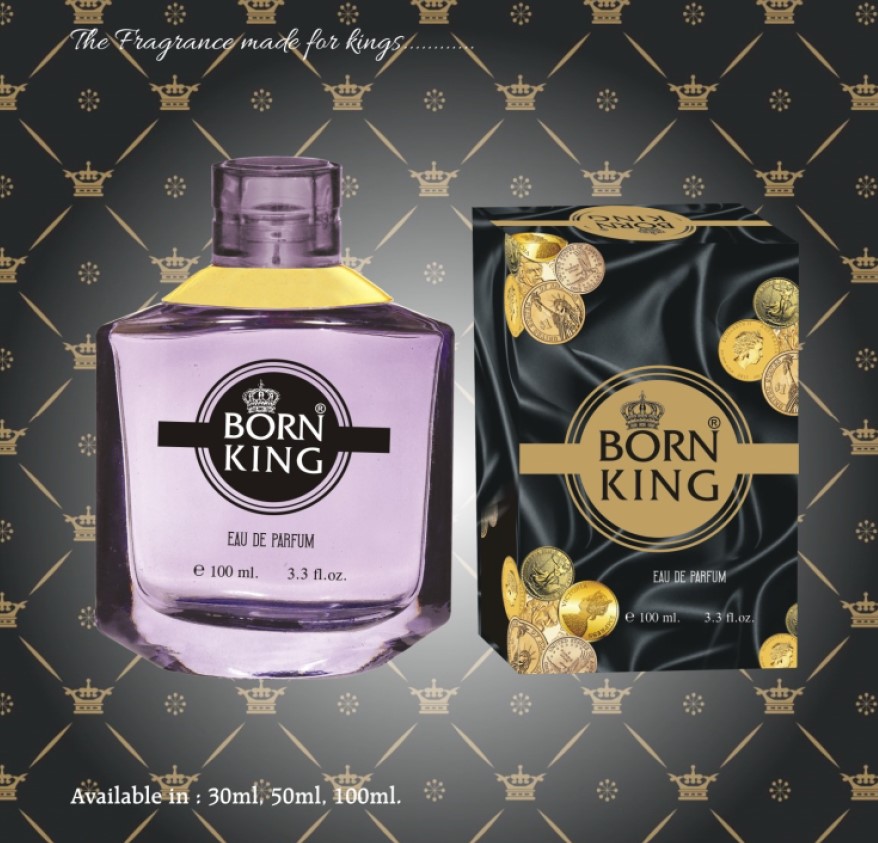 The Fragrance made for kings............
BORN
KING
BORN®
KING
EAU DE PARFUM
e 100 ml. 3.3 fl.oz.
BORN®
KING
EAU DE PARFUM
e 100 ml. 3.3 fl.oz.
Available in : 30ml, 50ml, 100ml.